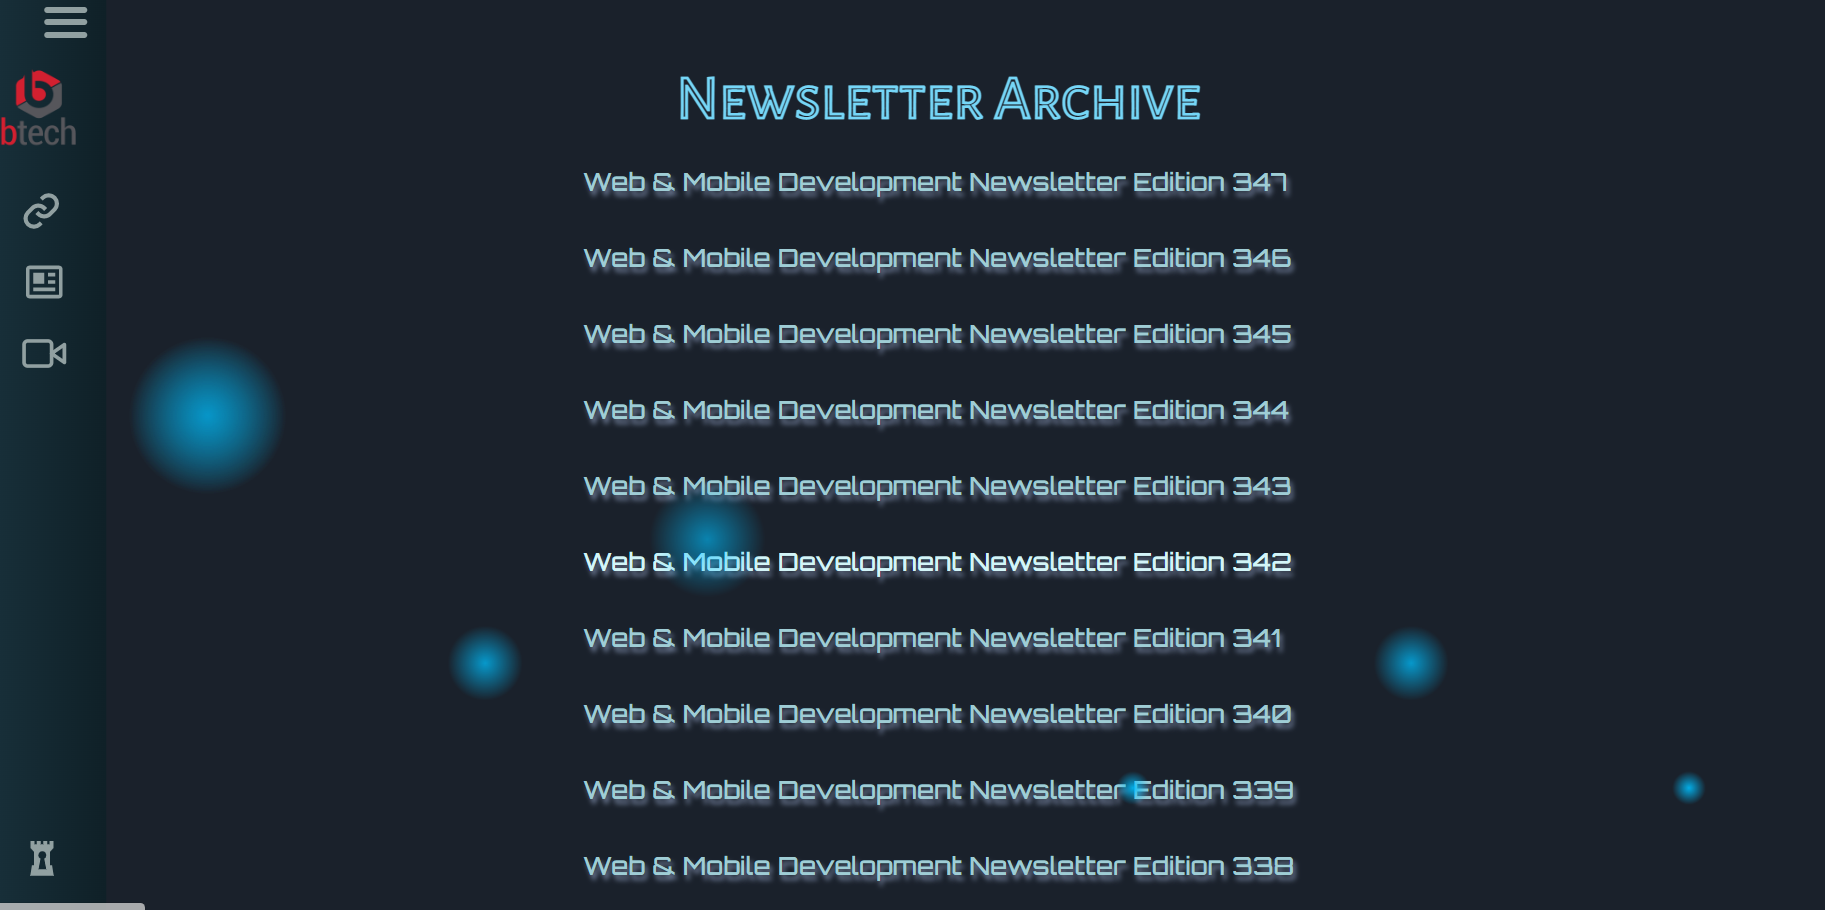 btech
Newsletter Archive
Web & Mobile Development Newsletter Edition 347
Web & Mobile Development Newsletter Edition 346
Web & Mobile Development Newsletter Edition 345
Web & Mobile Development Newsletter Edition 344
Web & Mobile Development Newsletter Edition 343
Web & Mobile Development Newsletter Edition 342
Web & Mobile Development Newsletter Edition 341
Web & Mobile Development Newsletter Edition 340
Web & Mobile Development Newsletter Edition 339
Web & Mobile Development Newsletter Edition 338